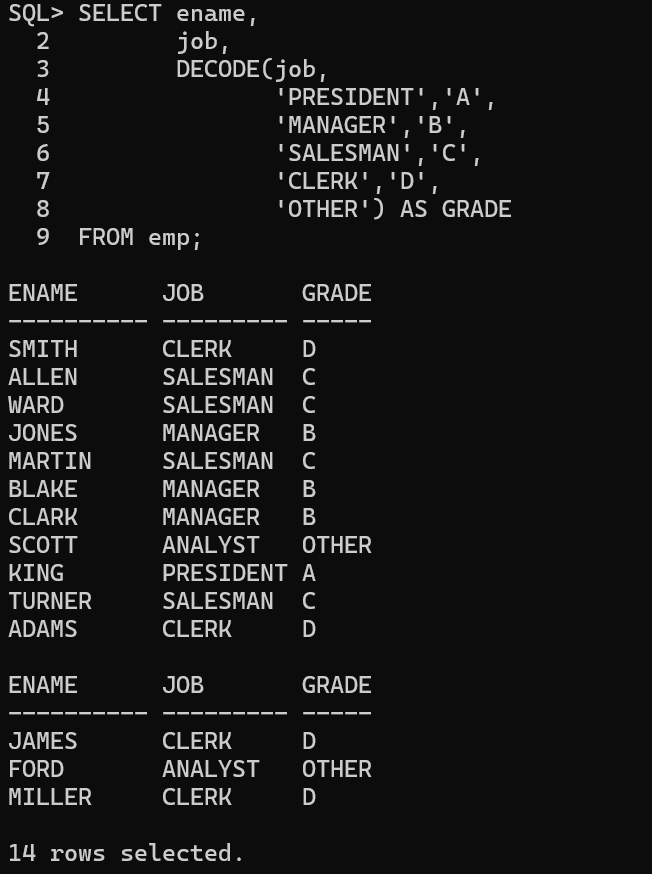 SQL> SELECT ename,
  2         job,
  3         DECODE(job,
  4                'PRESIDENT','A',
  5                'MANAGER','B',
  6                'SALESMAN','C',
  7                'CLERK','D',
  8                'OTHER') AS GRADE
  9  FROM emp;

ENAME      JOB       GRADE
---------- --------- -----
SMITH      CLERK     D
ALLEN      SALESMAN  C
WARD       SALESMAN  C
JONES      MANAGER   B
MARTIN     SALESMAN  C
BLAKE      MANAGER   B
CLARK      MANAGER   B
SCOTT      ANALYST   OTHER
KING       PRESIDENT A
TURNER     SALESMAN  C
ADAMS      CLERK     D

ENAME      JOB       GRADE
---------- --------- -----
JAMES      CLERK     D
FORD       ANALYST   OTHER
MILLER     CLERK     D

14 rows selected.